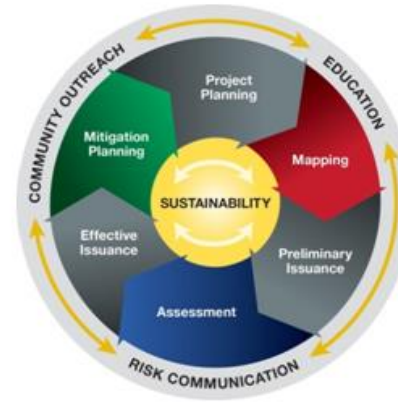 COMMUNITY OUTREACH
EDUCATION
RISK COMMUNICATION
Project
Planning
Mapping
Preliminary
Issuance
Assessment
Effective
Issuance
Mitigation
Planning
SUSTAINABILITY